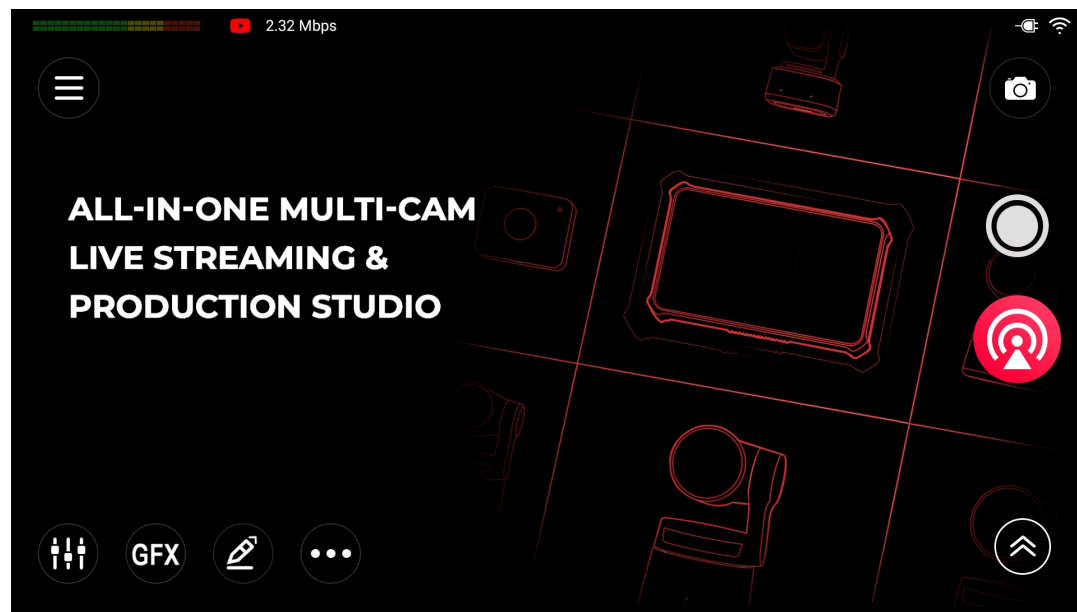 2.32 Mbps
ALL-IN-ONE MULTI-CAM
LIVE STREAMING &
PRODUCTION STUDIO
GFX